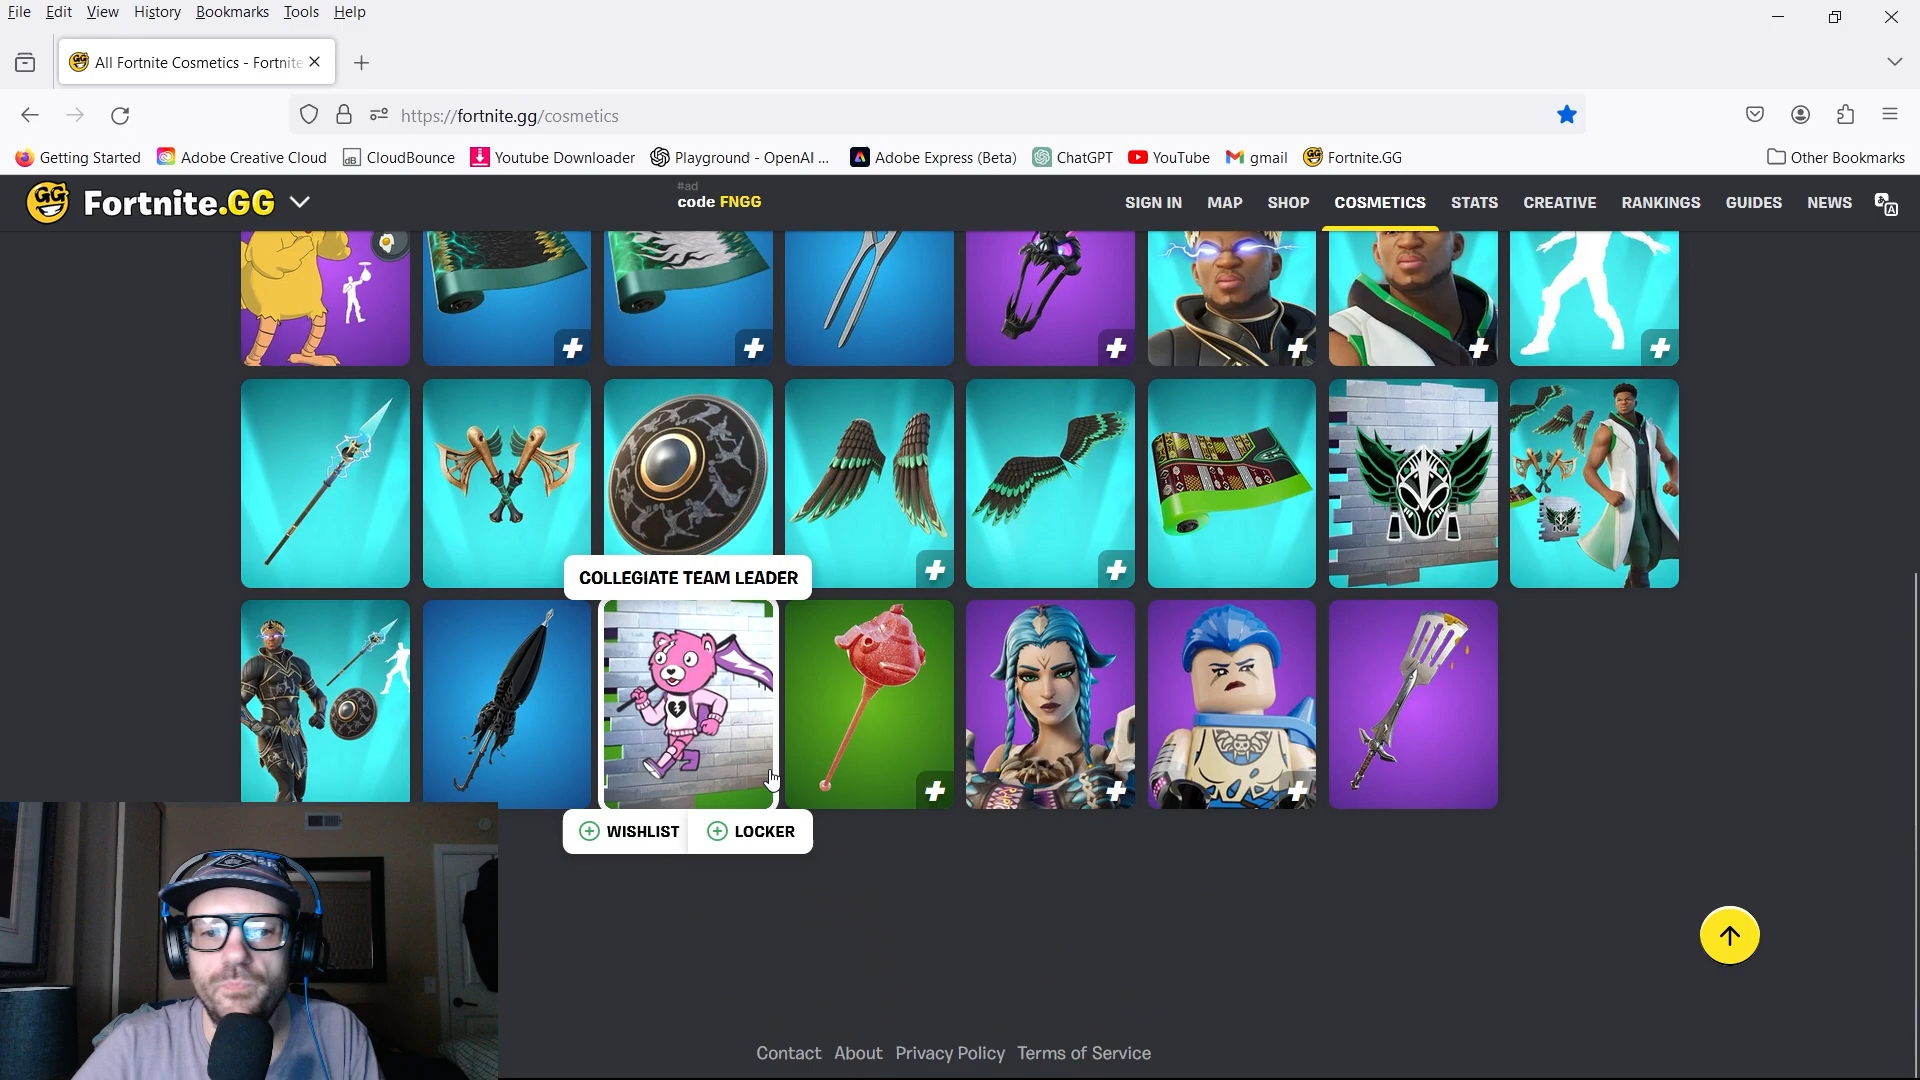 File Edit View History Bookmarks Tools Help
All Fortnite Cosmetics - Fortnite
https://fortnite.gg/cosmetics
Getting Started Adobe Creative Cloud dB CloudBounce Youtube Downloader Playground - OpenAI ... Adobe Express (Beta) ChatGPT YouTube gmail Fortnite.GG Other Bookmarks
GG Fortnite.GG
#ad
code FNGG
SIGN IN MAP SHOP COSMETICS STATS CREATIVE RANKINGS GUIDES NEWS
COLLEGIATE TEAM LEADER
WISHLIST LOCKER
Contact About Privacy Policy Terms of Service